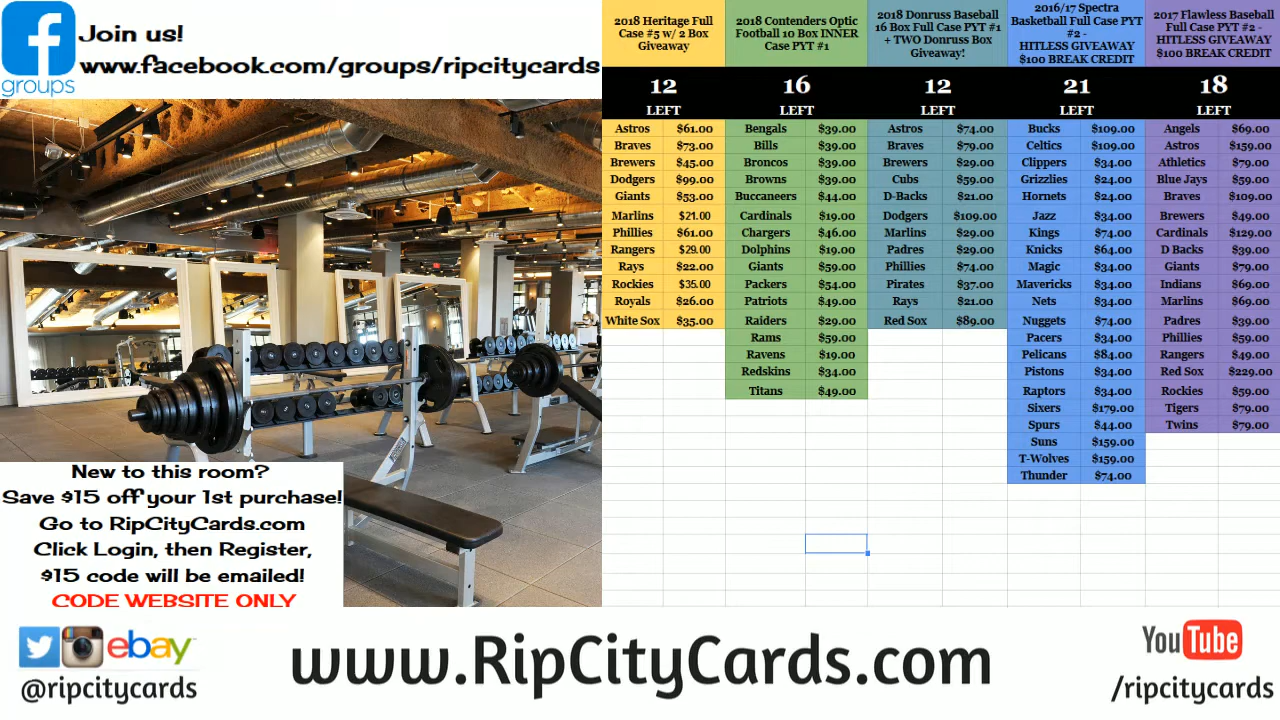 f
groups
Join us!
www.facebook.com/groups/ripcitycards
2018 Heritage Full
Case #5 w/ 2 Box
Giveaway
12
LEFT
Astros $61.00
Braves $73.00
Brewers $45.00
Dodgers $99.00
Giants $53.00
Marlins $21.00
Phillies $61.00
Rangers $29.00
Rays $22.00
Rockies $35.00
Royals $26.00
White Sox $35.00
2018 Contenders Optic
Football 10 Box INNER
Case PYT #1
16
LEFT
Bengals $39.00
Bills $39.00
Broncos $39.00
Browns $39.00
Buccaneers $44.00
Cardinals $19.00
Chargers $46.00
Dolphins $19.00
Giants $59.00
Packers $54.00
Patriots $49.00
Raiders $29.00
Rams $59.00
Ravens $19.00
Redskins $34.00
Titans $49.00
2018 Donruss Baseball
16 Box Full Case PYT #1
+ TWO Donruss Box
Giveaway!
12
LEFT
Astros $74.00
Braves $79.00
Brewers $29.00
Cubs $59.00
D-Backs $21.00
Dodgers $109.00
Marlins $29.00
Padres $29.00
Phillies $74.00
Pirates $37.00
Rays $21.00
Red Sox $89.00
2016/17 Spectra
Basketball Full Case PYT
#2 -
HITLESS GIVEAWAY
$100 BREAK CREDIT
21
LEFT
Bucks $109.00
Celtics $109.00
Clippers $34.00
Grizzlies $24.00
Hornets $24.00
Jazz $34.00
Kings $74.00
Knicks $64.00
Magic $34.00
Mavericks $34.00
Nets $34.00
Nuggets $74.00
Pacers $34.00
Pelicans $84.00
Pistons $34.00
Raptors $34.00
Sixers $179.00
Spurs $44.00
Suns $159.00
T-Wolves $159.00
Thunder $74.00
2017 Flawless Baseball
Full Case PYT #2 -
HITLESS GIVEAWAY
$100 BREAK CREDIT
18
LEFT
Angels $69.00
Astros $159.00
Athletics $79.00
Blue Jays $59.00
Braves $109.00
Brewers $49.00
Cardinals $129.00
D Backs $39.00
Giants $79.00
Indians $69.00
Marlins $69.00
Padres $39.00
Phillies $59.00
Rangers $49.00
Red Sox $229.00
Rockies $59.00
Tigers $79.00
Twins $79.00
New to this room?
Save $15 off your 1st purchase!
Go to RipCityCards.com
Click Login, then Register,
$15 code will be emailed!
CODE WEBSITE ONLY
ebay
@ripcitycards
www.RipCityCards.com
YouTube
/ripcitycards